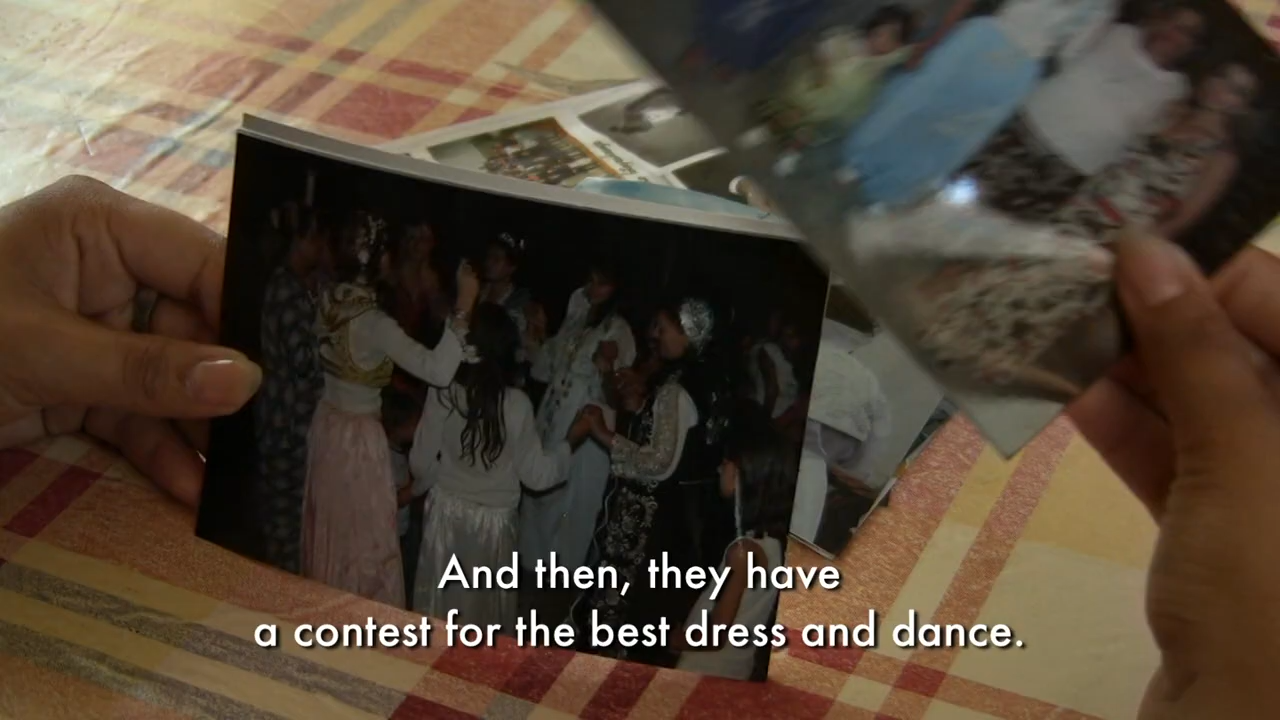 And then, they have
a contest for the best dress and dance.